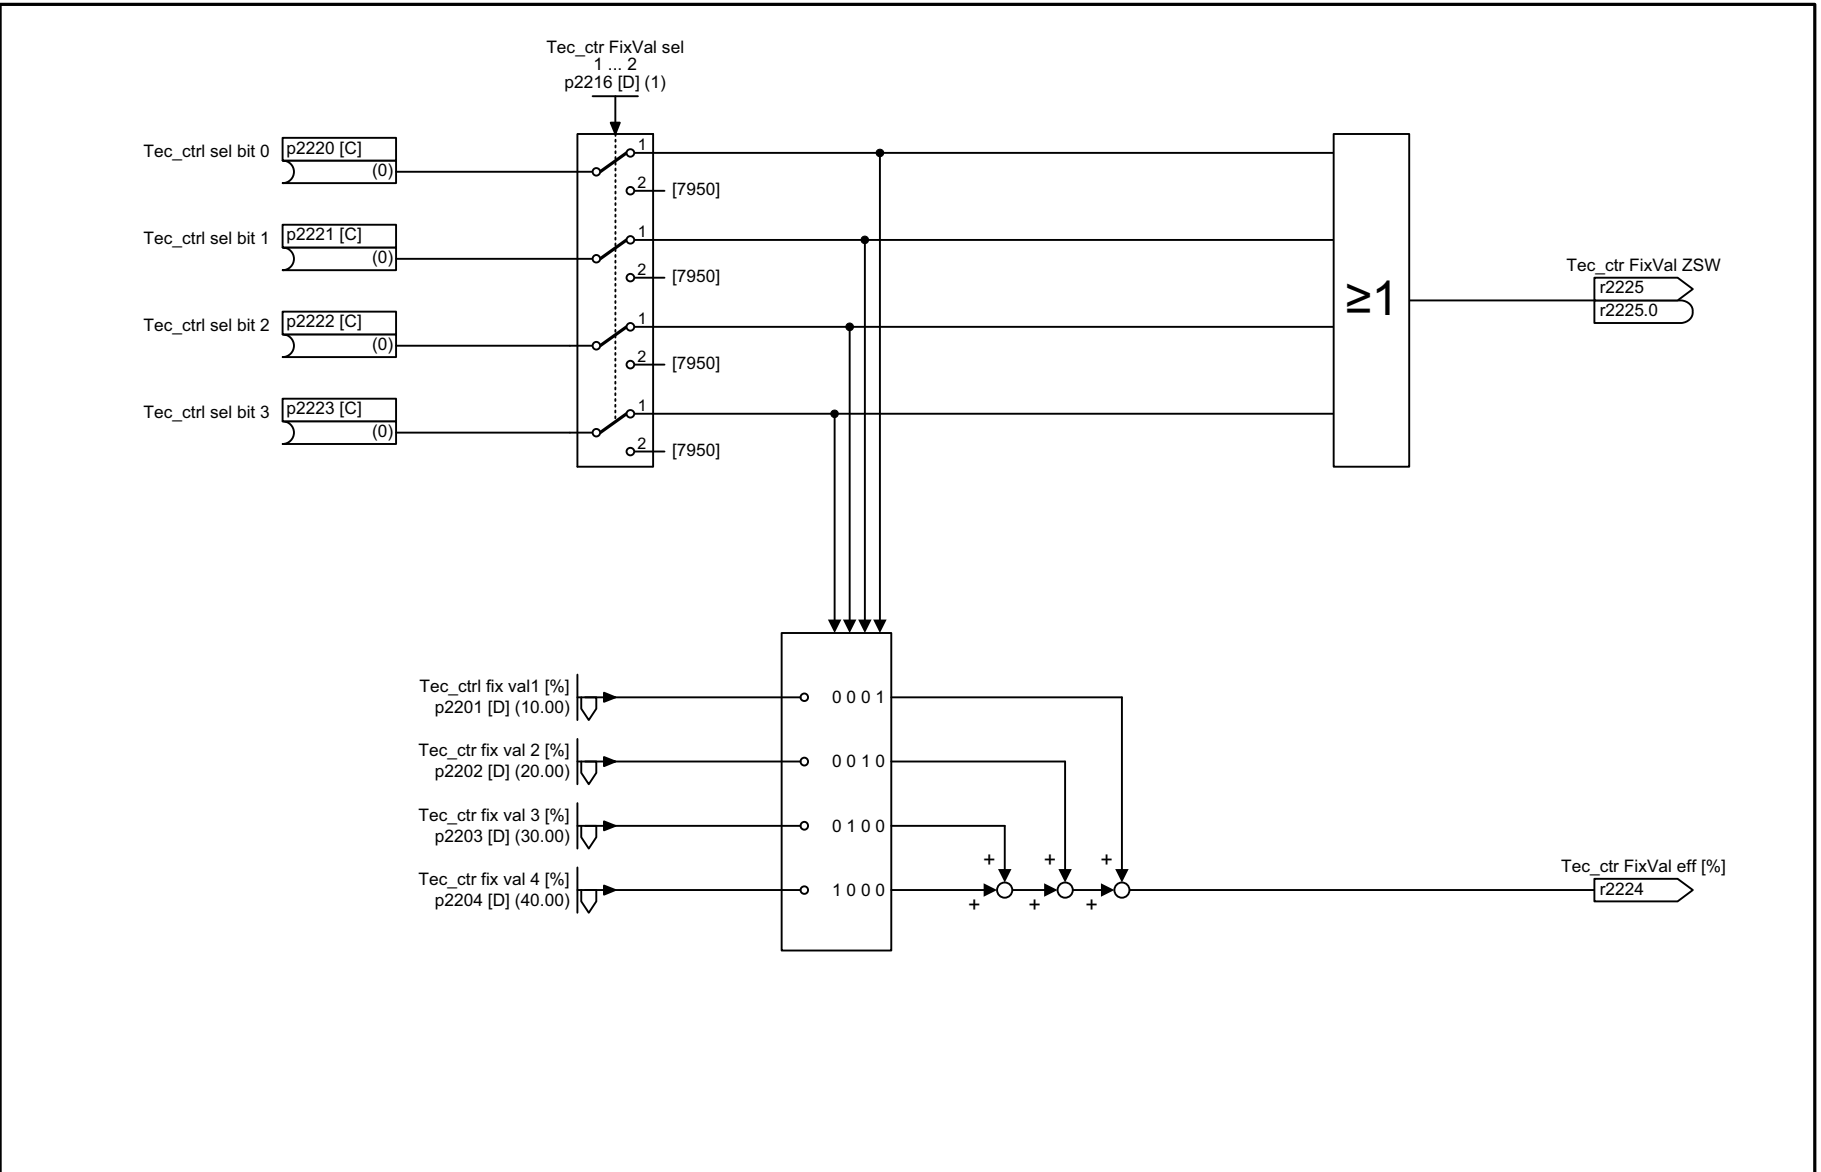 Tec_ctr FixVal sel
1 ... 2
p2216 [D] (1)
Tec_ctrl sel bit 0
p2220 [C]
(0)
1
2
[7950]
Tec_ctrl sel bit 1
p2221 [C]
(0)
1
2
[7950]
Tec_ctrl sel bit 2
p2222 [C]
(0)
1
2
[7950]
Tec_ctrl sel bit 3
p2223 [C]
(0)
1
2
[7950]
≥1
Tec_ctr FixVal ZSW
r2225
r2225.0
Tec_ctrl fix val1 [%]
p2201 [D] (10.00)
0 0 0 1
Tec_ctr fix val 2 [%]
p2202 [D] (20.00)
0 0 1 0
Tec_ctr fix val 3 [%]
p2203 [D] (30.00)
0 1 0 0
Tec_ctr fix val 4 [%]
p2204 [D] (40.00)
1 0 0 0
+ + +
+ + +
Tec_ctr FixVal eff [%]
r2224